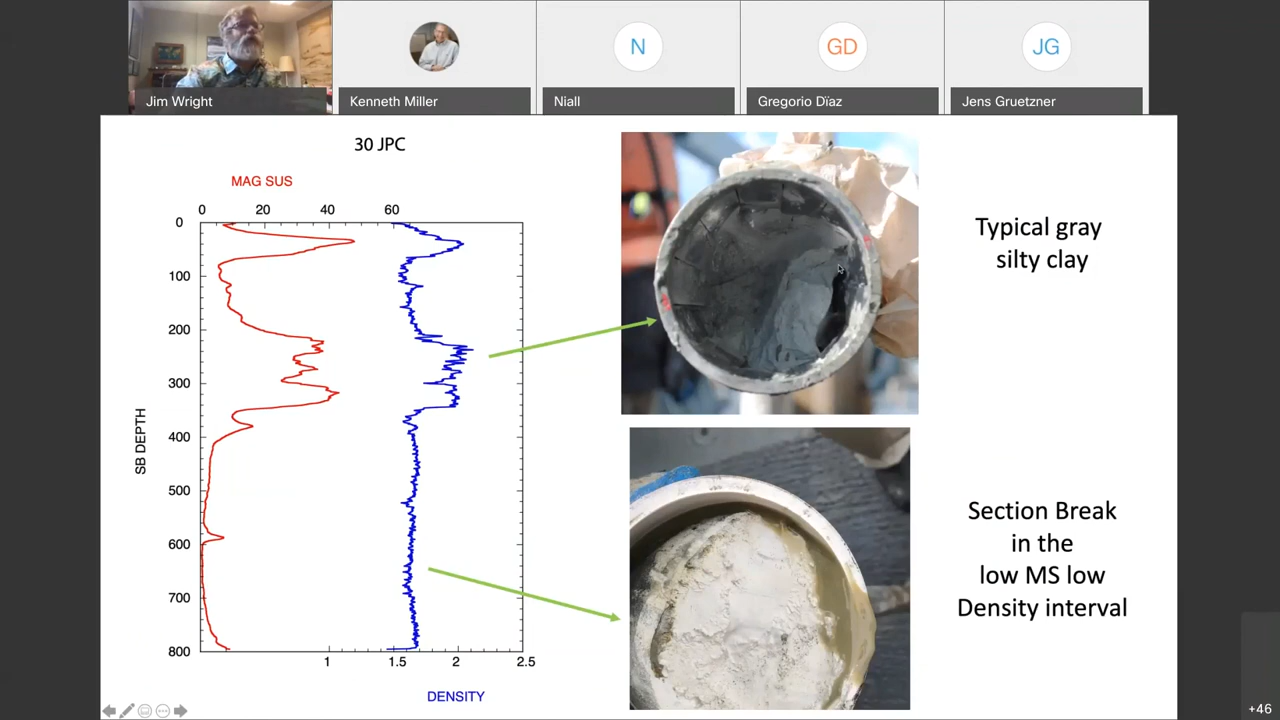 Jim Wright
Kenneth Miller
N
Niall
GD
Gregorio Dïaz
JG
Jens Gruetzner
30 JPC
MAG SUS
0 20 40 60
0
100
200
300
400
500
600
700
800
SB DEPTH
1 1.5 2 2.5
DENSITY
Typical gray
silty clay
Section Break
in the
low MS low
Density interval
+46